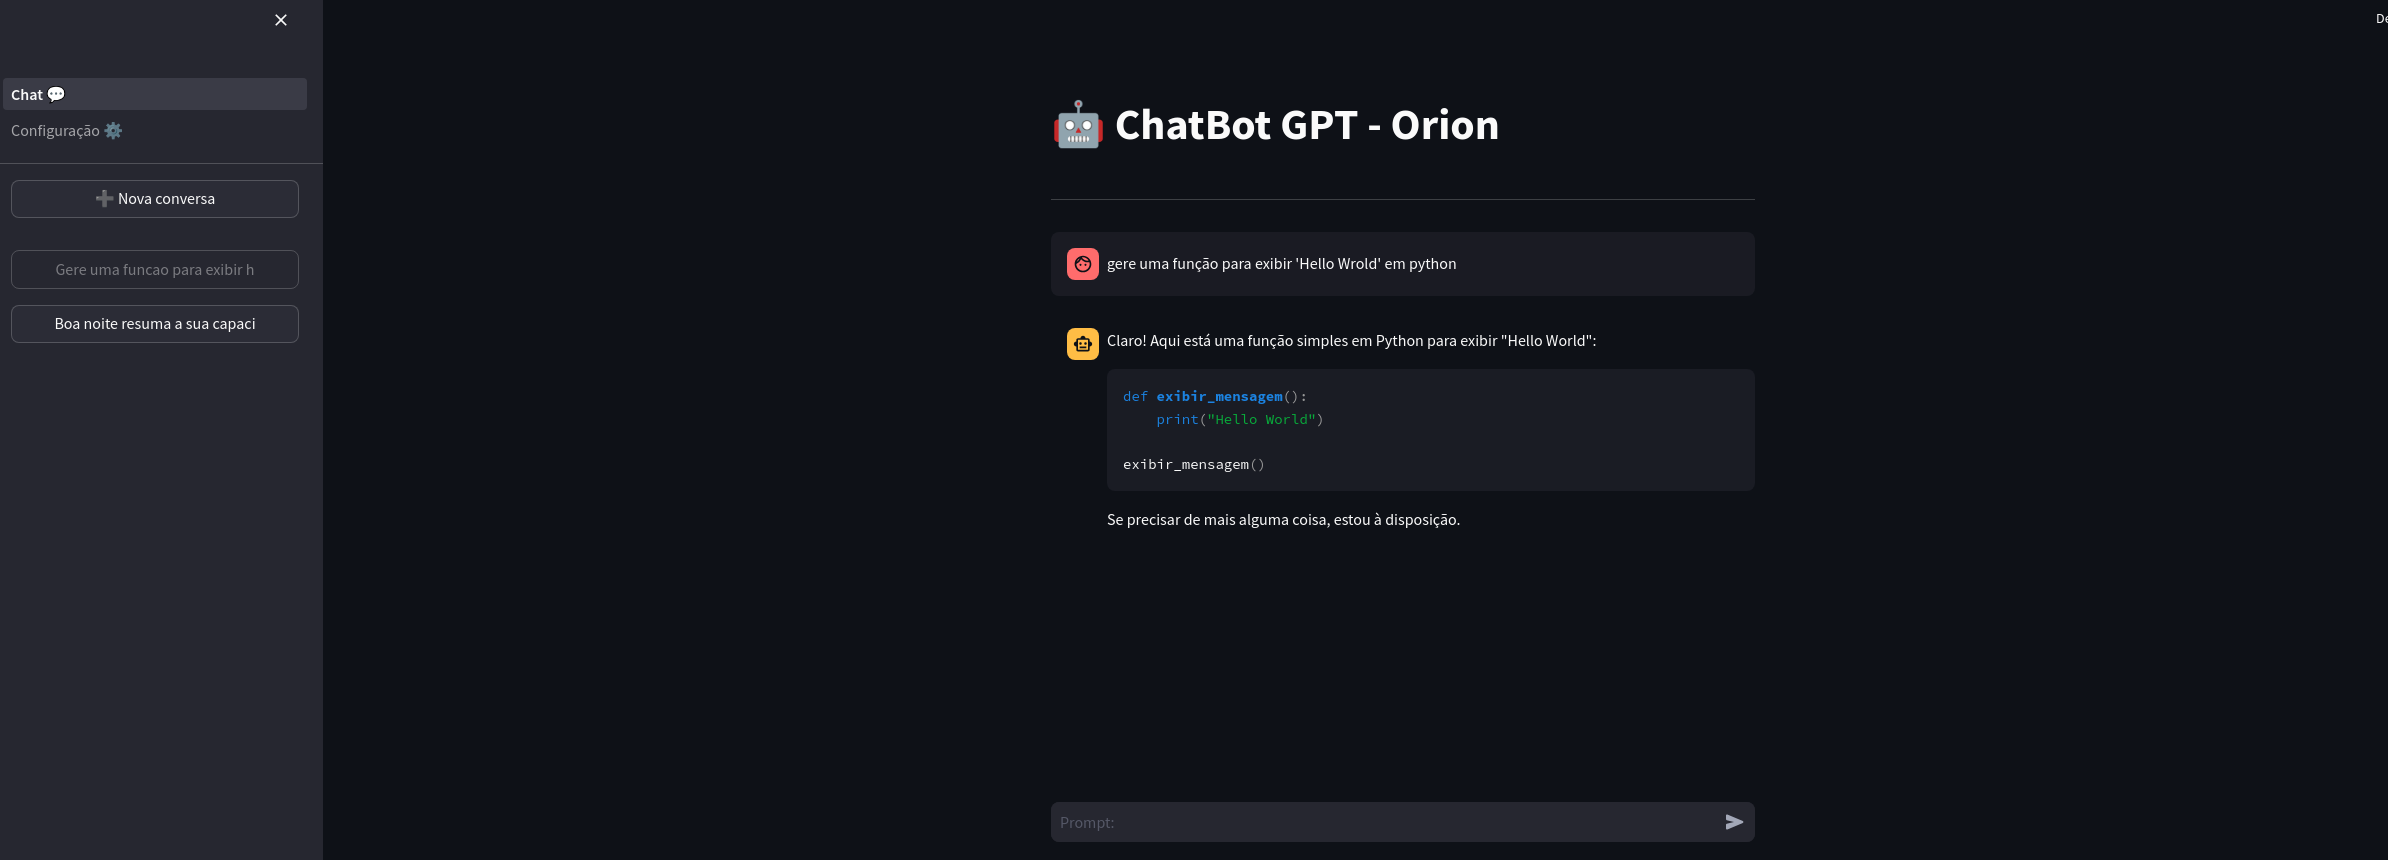 Chat 💬
Configuração ⚙️
➕ Nova conversa
Gere uma funcao para exibir h
Boa noite resuma a sua capaci
De
🤖 ChatBot GPT - Orion
gere uma função para exibir 'Hello Wrold' em python
Claro! Aqui está uma função simples em Python para exibir "Hello World":
def exibir_mensagem():
    print("Hello World")
exibir_mensagem()
Se precisar de mais alguma coisa, estou à disposição.
Prompt: